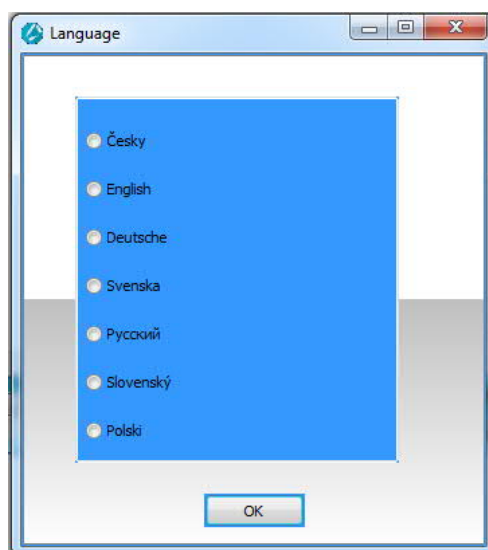 Language
Česky
English
Deutsche
Svenska
Русский
Slovenský
Polski
OK